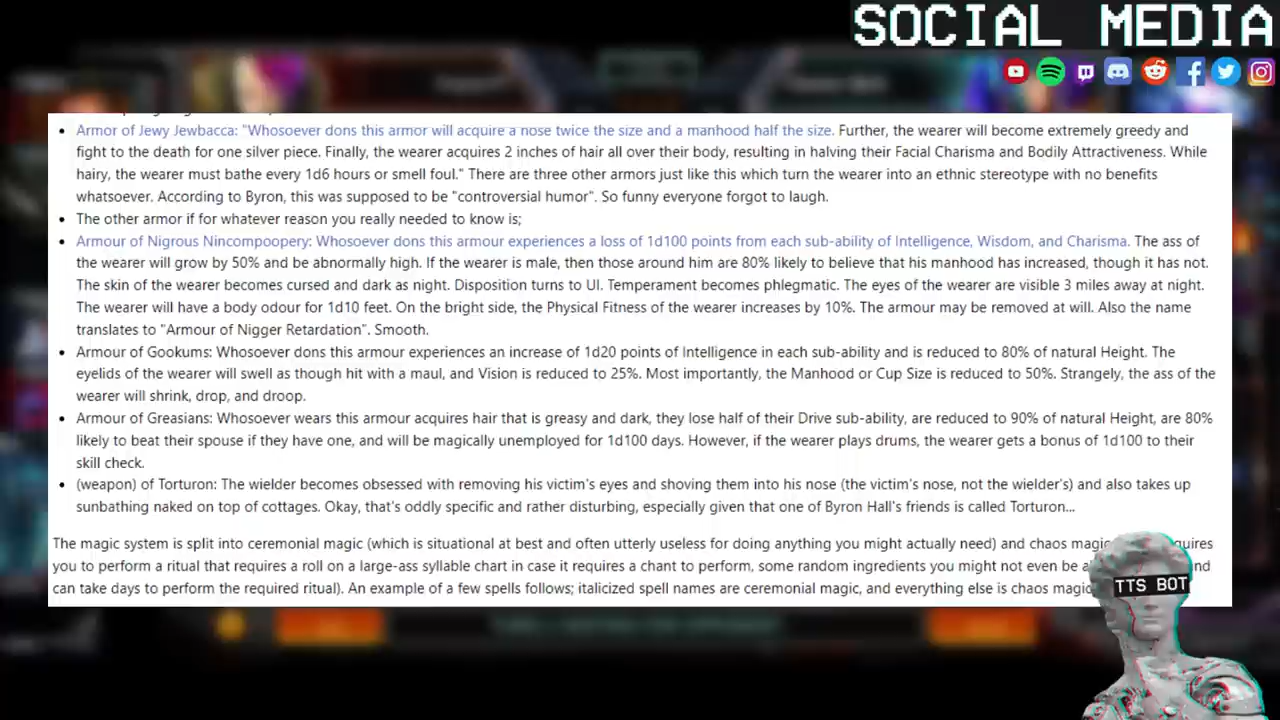 SOCIAL MEDIA
Armor of Jewy Jewbacca: "Whosoever dons this armor will acquire a nose twice the size and a manhood half the size. Further, the wearer will become extremely greedy and
fight to the death for one silver piece. Finally, the wearer acquires 2 inches of hair all over their body, resulting in halving their Facial Charisma and Bodily Attractiveness. While
hairy, the wearer must bathe every 1d6 hours or smell foul." There are three other armors just like this which turn the wearer into an ethnic stereotype with no benefits
whatsoever. According to Byron, this was supposed to be "controversial humor". So funny everyone forgot to laugh.
The other armor if for whatever reason you really needed to know is;
Armour of Nigrous Nincompoopery: Whosoever dons this armour experiences a loss of 1d100 points from each sub-ability of Intelligence, Wisdom, and Charisma. The ass of
the wearer will grow by 50% and be abnormally high. If the wearer is male, then those around him are 80% likely to believe that his manhood has increased, though it has not.
The skin of the wearer becomes cursed and dark as night. Disposition turns to UI. Temperament becomes phlegmatic. The eyes of the wearer are visible 3 miles away at night.
The wearer will have a body odour for 1d10 feet. On the bright side, the Physical Fitness of the wearer increases by 10%. The armour may be removed at will. Also the name
translates to "Armour of Nigger Retardation". Smooth.
Armour of Gookums: Whosoever dons this armour experiences an increase of 1d20 points of Intelligence in each sub-ability and is reduced to 80% of natural Height. The
eyelids of the wearer will swell as though hit with a maul, and Vision is reduced to 25%. Most importantly, the Manhood or Cup Size is reduced to 50%. Strangely, the ass of the
wearer will shrink, drop, and droop.
Armour of Greasians: Whosoever wears this armour acquires hair that is greasy and dark, they lose half of their Drive sub-ability, are reduced to 90% of natural Height, are 80%
likely to beat their spouse if they have one, and will be magically unemployed for 1d100 days. However, if the wearer plays drums, the wearer gets a bonus of 1d100 to their
skill check.
(weapon) of Torturon: The wielder becomes obsessed with removing his victim's eyes and shoving them into his nose (the victim's nose, not the wielder's) and also takes up
sunbathing naked on top of cottages. Okay, that's oddly specific and rather disturbing, especially given that one of Byron Hall's friends is called Torturon...
The magic system is split into ceremonial magic (which is situational at best and often utterly useless for doing anything you might actually need) and chaos magic
you to perform a ritual that requires a roll on a large-ass syllable chart in case it requires a chant to perform, some random ingredients you might not even be
can take days to perform the required ritual). An example of a few spells follows; italicized spell names are ceremonial magic, and everything else is chaos magic
TTS BOT